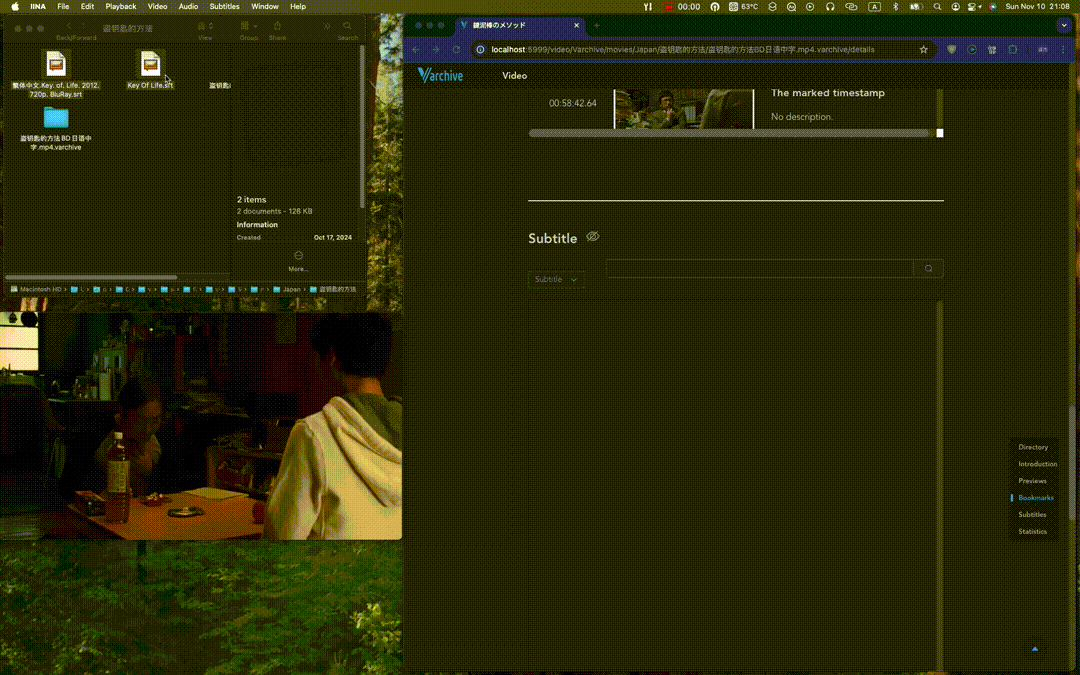 IINA File Edit Playback Video Audio Subtitles Window Help
00:00 63°C A Sun Nov 10 21:08
盗钥匙的方法
Back/Forward View Group Share Search
繁体中文.Key. of. Life. 2012.
720p. BluRay.srt
Key Of Life.srt
盗钥匙
盗钥匙的方法 BD 日语中
字.mp4.varchive
2 items
2 documents - 128 KB
Information
Created Oct 17, 2024
More...
Macintosh HD Japan 盗钥匙的方法
鍵泥棒のメソッド
localhost:5999/video/Varchive/movies/Japan/盗钥匙的方法/盗钥匙的方法BD日语中字.mp4.varchive/details
Varchive Video
00:58:42.64
The marked timestamp
No description.
Subtitle
Subtitle
Directory
Introduction
Previews
Bookmarks
Subtitles
Statistics